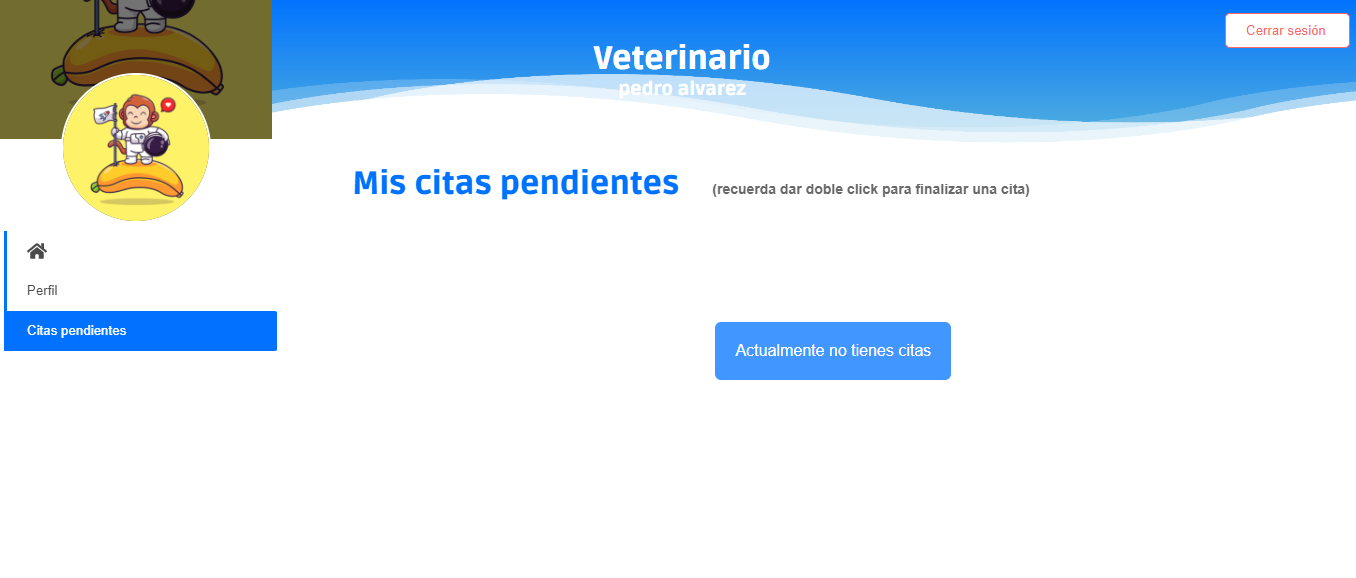 Cerrar sesión
Veterinario
pedro alvarez
Mis citas pendientes
(recuerda dar doble click para finalizar una cita)
Perfil
Citas pendientes
Actualmente no tienes citas